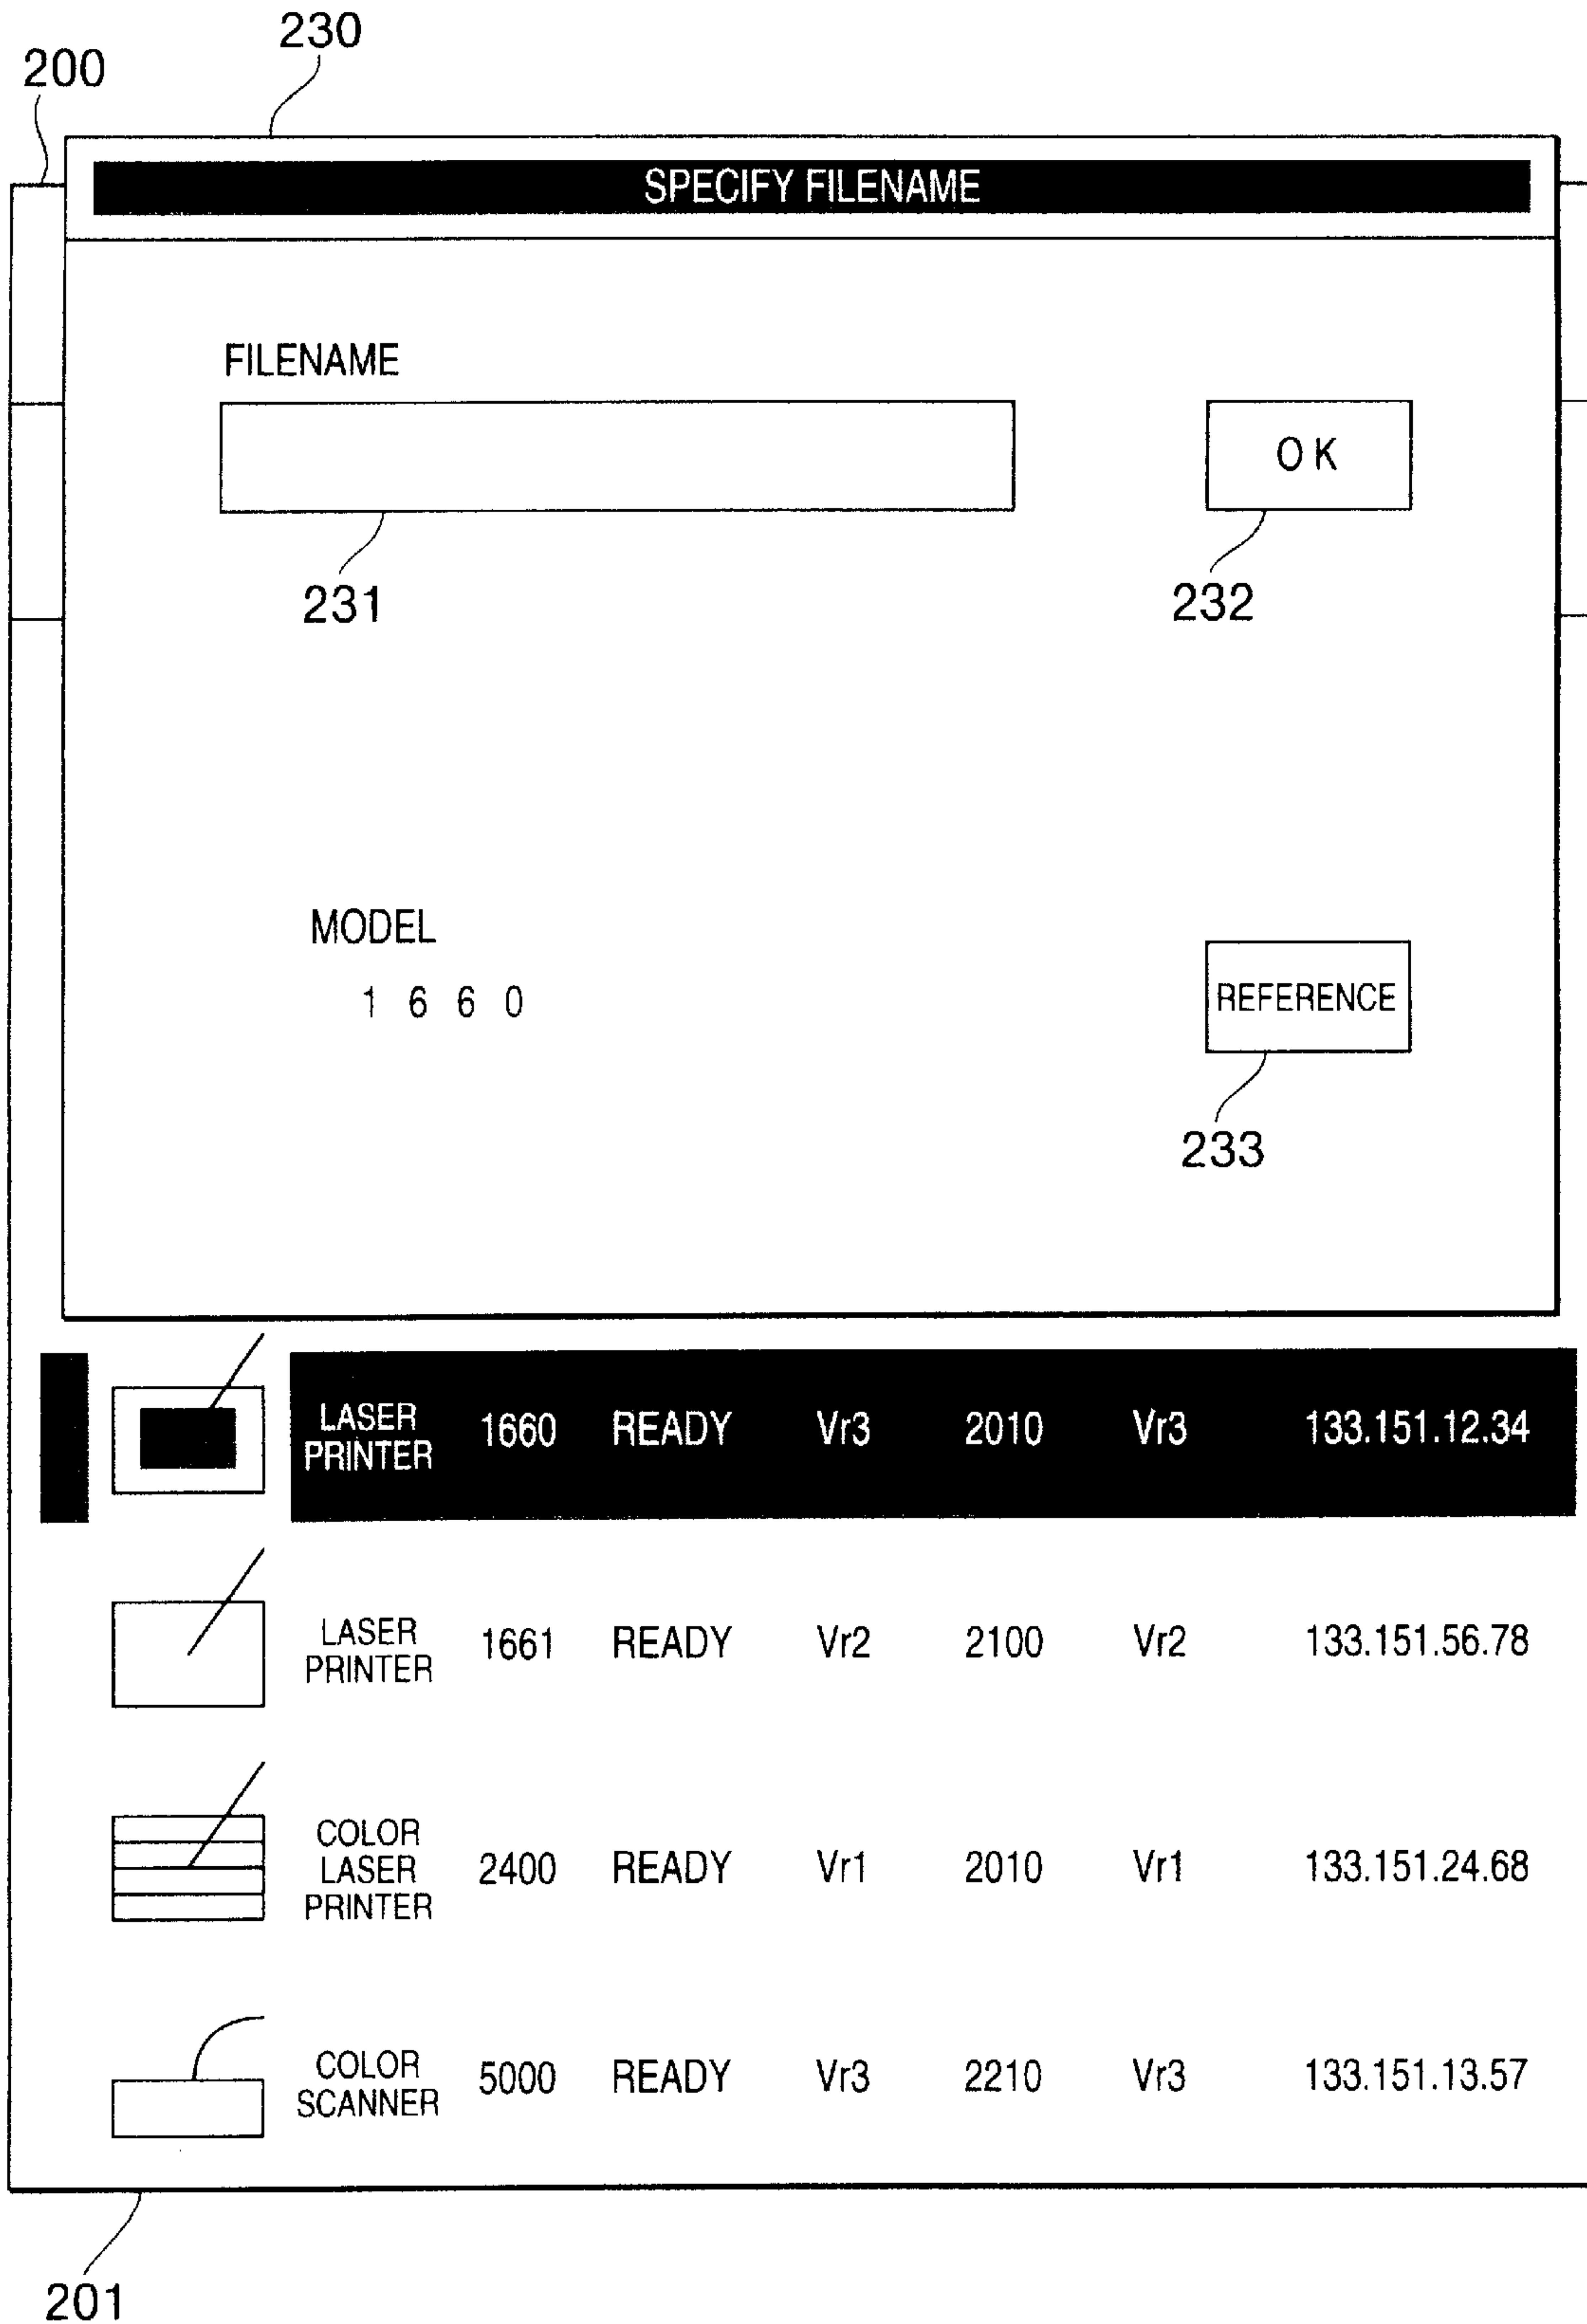 230
200
SPECIFY FILENAME
FILENAME
OK
231
232
MODEL
1 6 6 0
REFERENCE
233
LASER
PRINTER 1660 READY Vr3 2010 Vr3 133.151.12.34
LASER
PRINTER 1661 READY Vr2 2100 Vr2 133.151.56.78
COLOR
LASER 2400 READY Vr1 2010 Vr1 133.151.24.68
PRINTER
COLOR
SCANNER 5000 READY Vr3 2210 Vr3 133.151.13.57
201